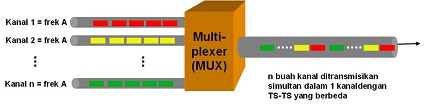 Kanal 1 = frek A
Kanal 2 = frek A
Kanal n = frek A
Multi-
plexer
(MUX)
n buah kanal ditransmisikan
simultan dalam 1 kanaldengan
TS-TS yang berbeda